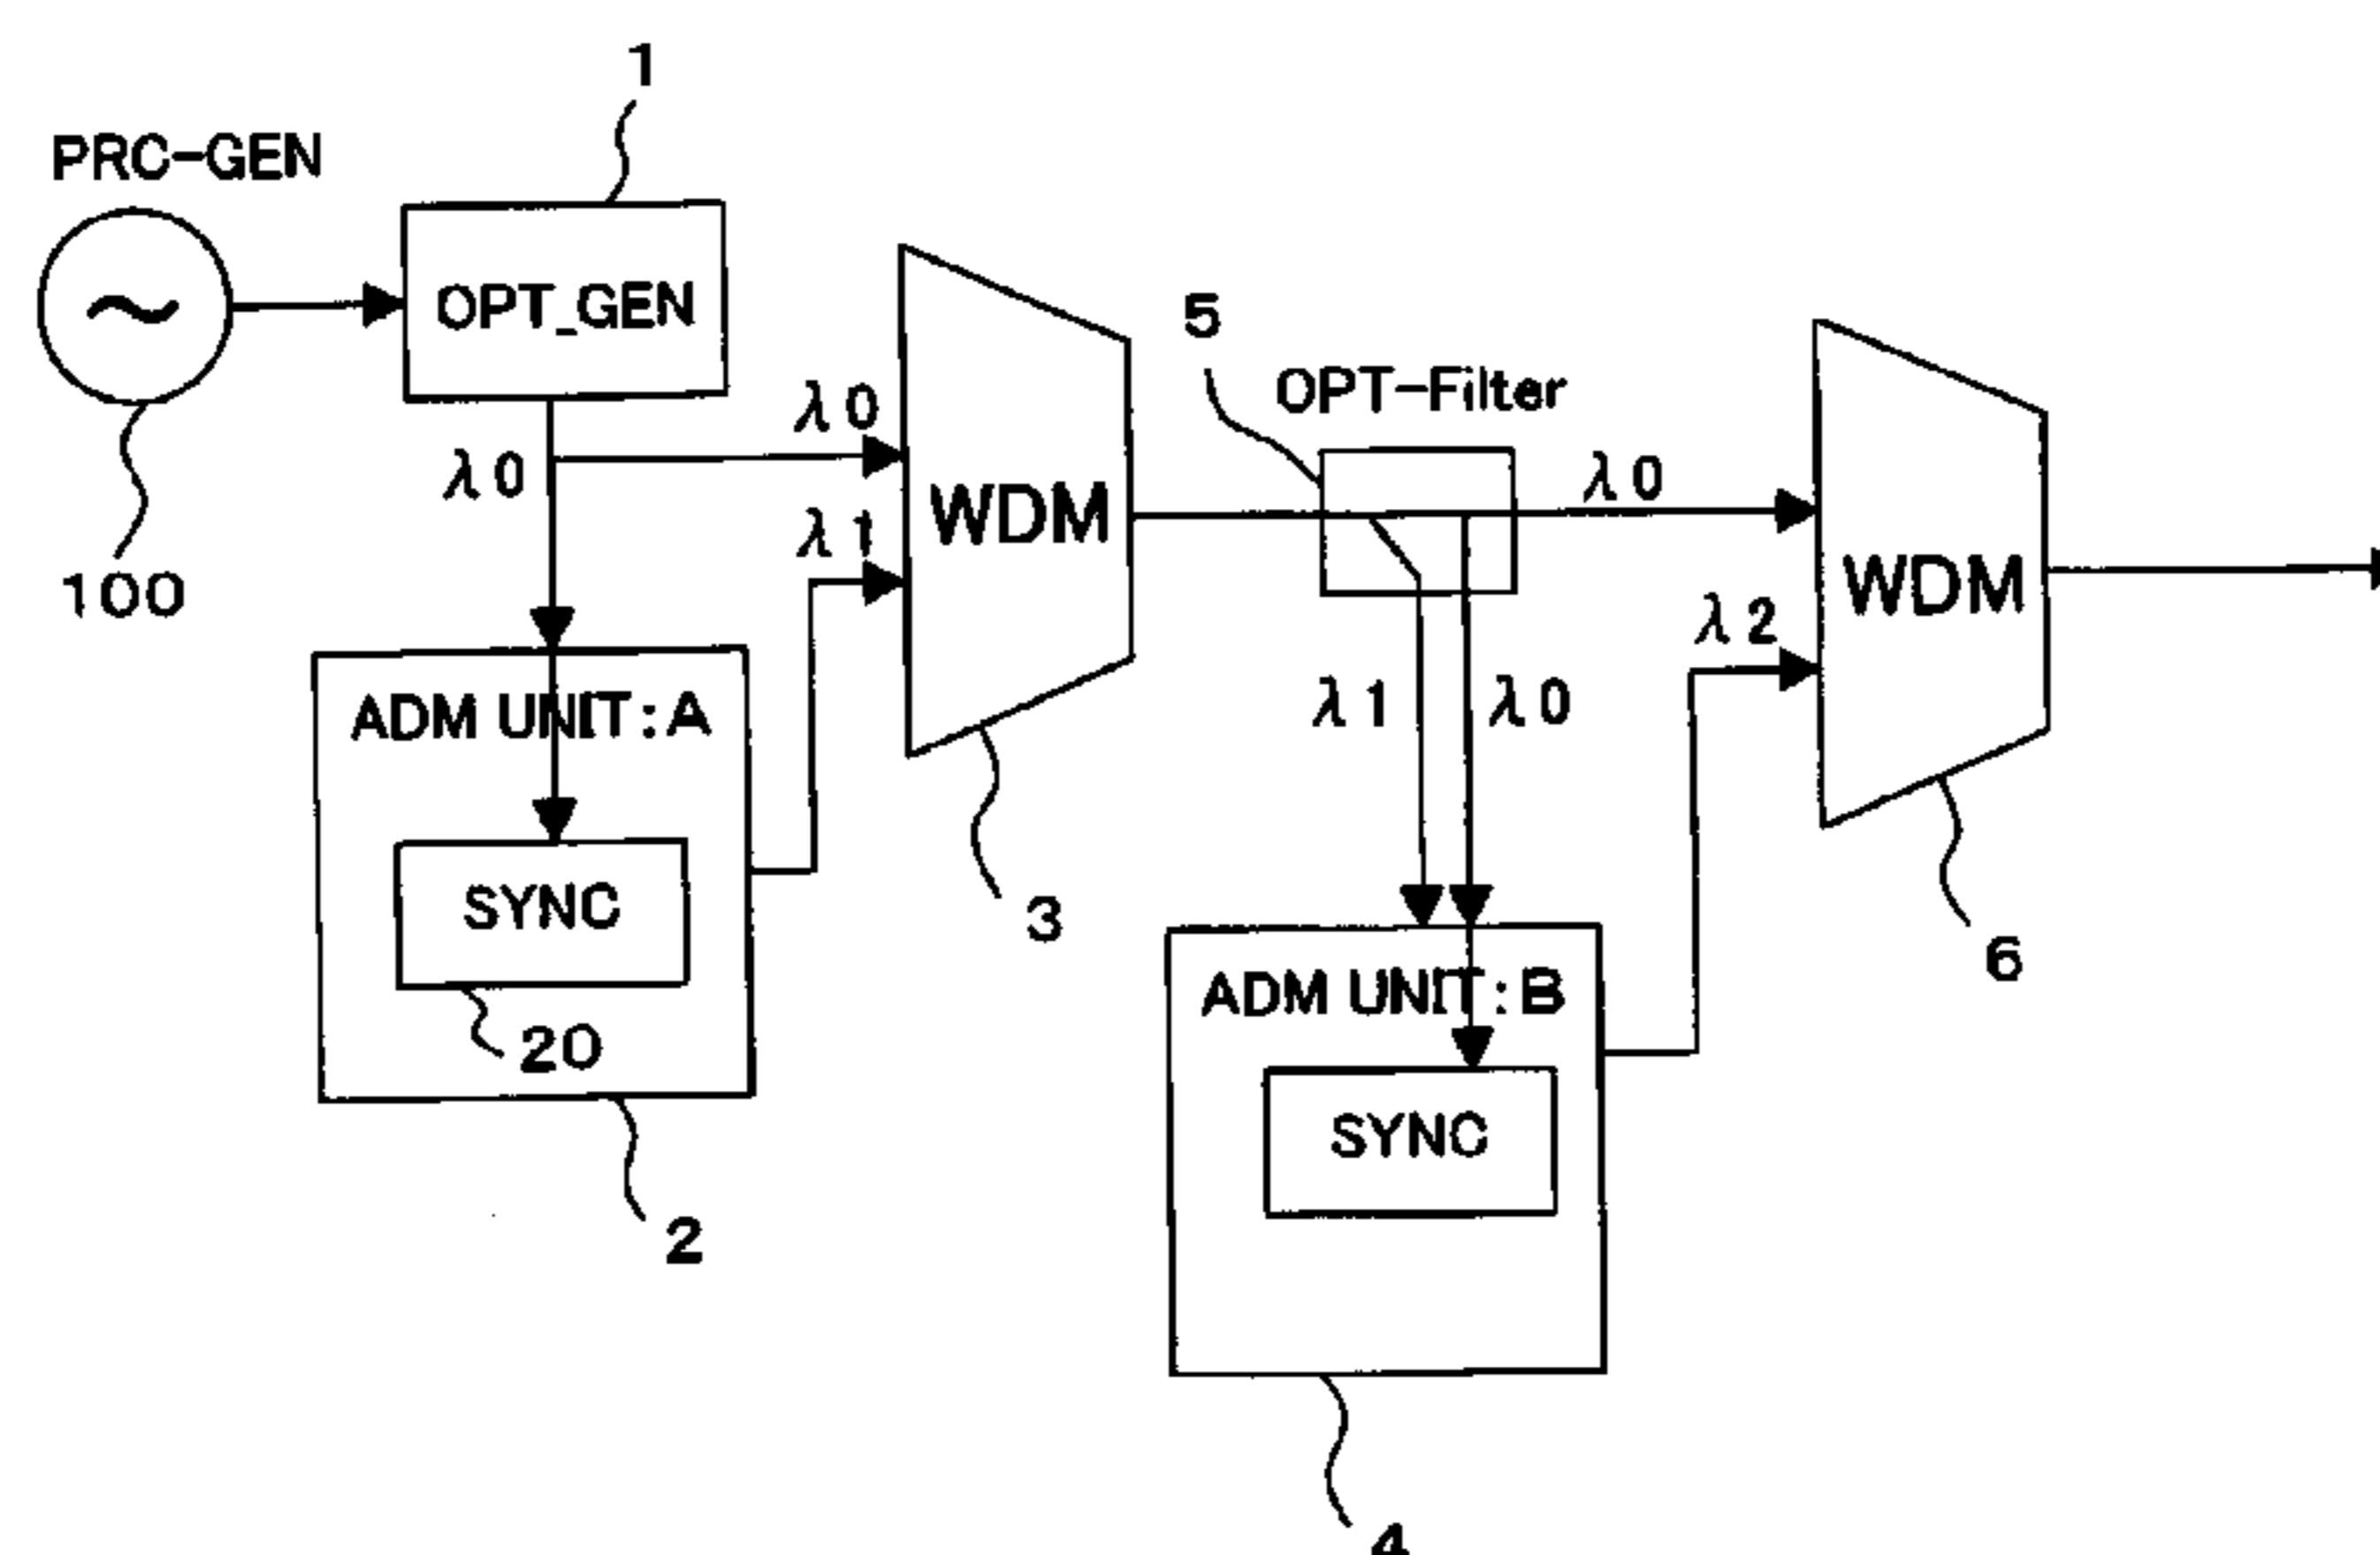 1
PRC-GEN
OPT_GEN
100
λ0
λ0
λ1
WDM
3
ADM UNIT:A
SYNC
20
2
5
OPT-Filter
λ0
λ1
λ0
λ2
WDM
6
ADM UNIT:B
SYNC
4